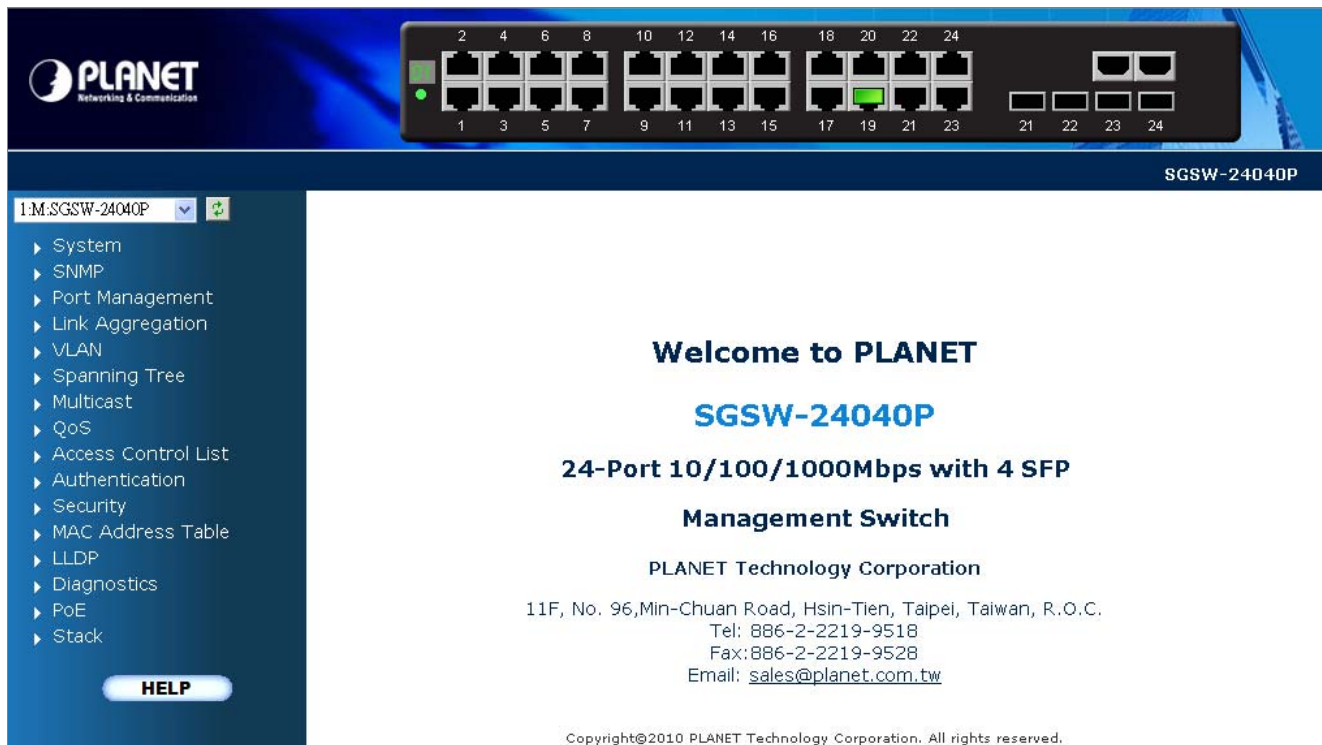 2 4 6 8 10 12 14 16 18 20 22 24
PLANET
Networking & Communication
01
1 3 5 7 9 11 13 15 17 19 21 23 21 22 23 24
SGSW-24040P
1:M:SGSW-24040P
System
SNMP
Port Management
Link Aggregation
VLAN
Spanning Tree
Multicast
QoS
Access Control List
Authentication
Security
MAC Address Table
LLDP
Diagnostics
PoE
Stack
HELP
Welcome to PLANET
SGSW-24040P
24-Port 10/100/1000Mbps with 4 SFP
Management Switch
PLANET Technology Corporation
11F, No. 96,Min-Chuan Road, Hsin-Tien, Taipei, Taiwan, R.O.C.
Tel: 886-2-2219-9518
Fax:886-2-2219-9528
Email: sales@planet.com.tw
Copyright©2010 PLANET Technology Corporation. All rights reserved.